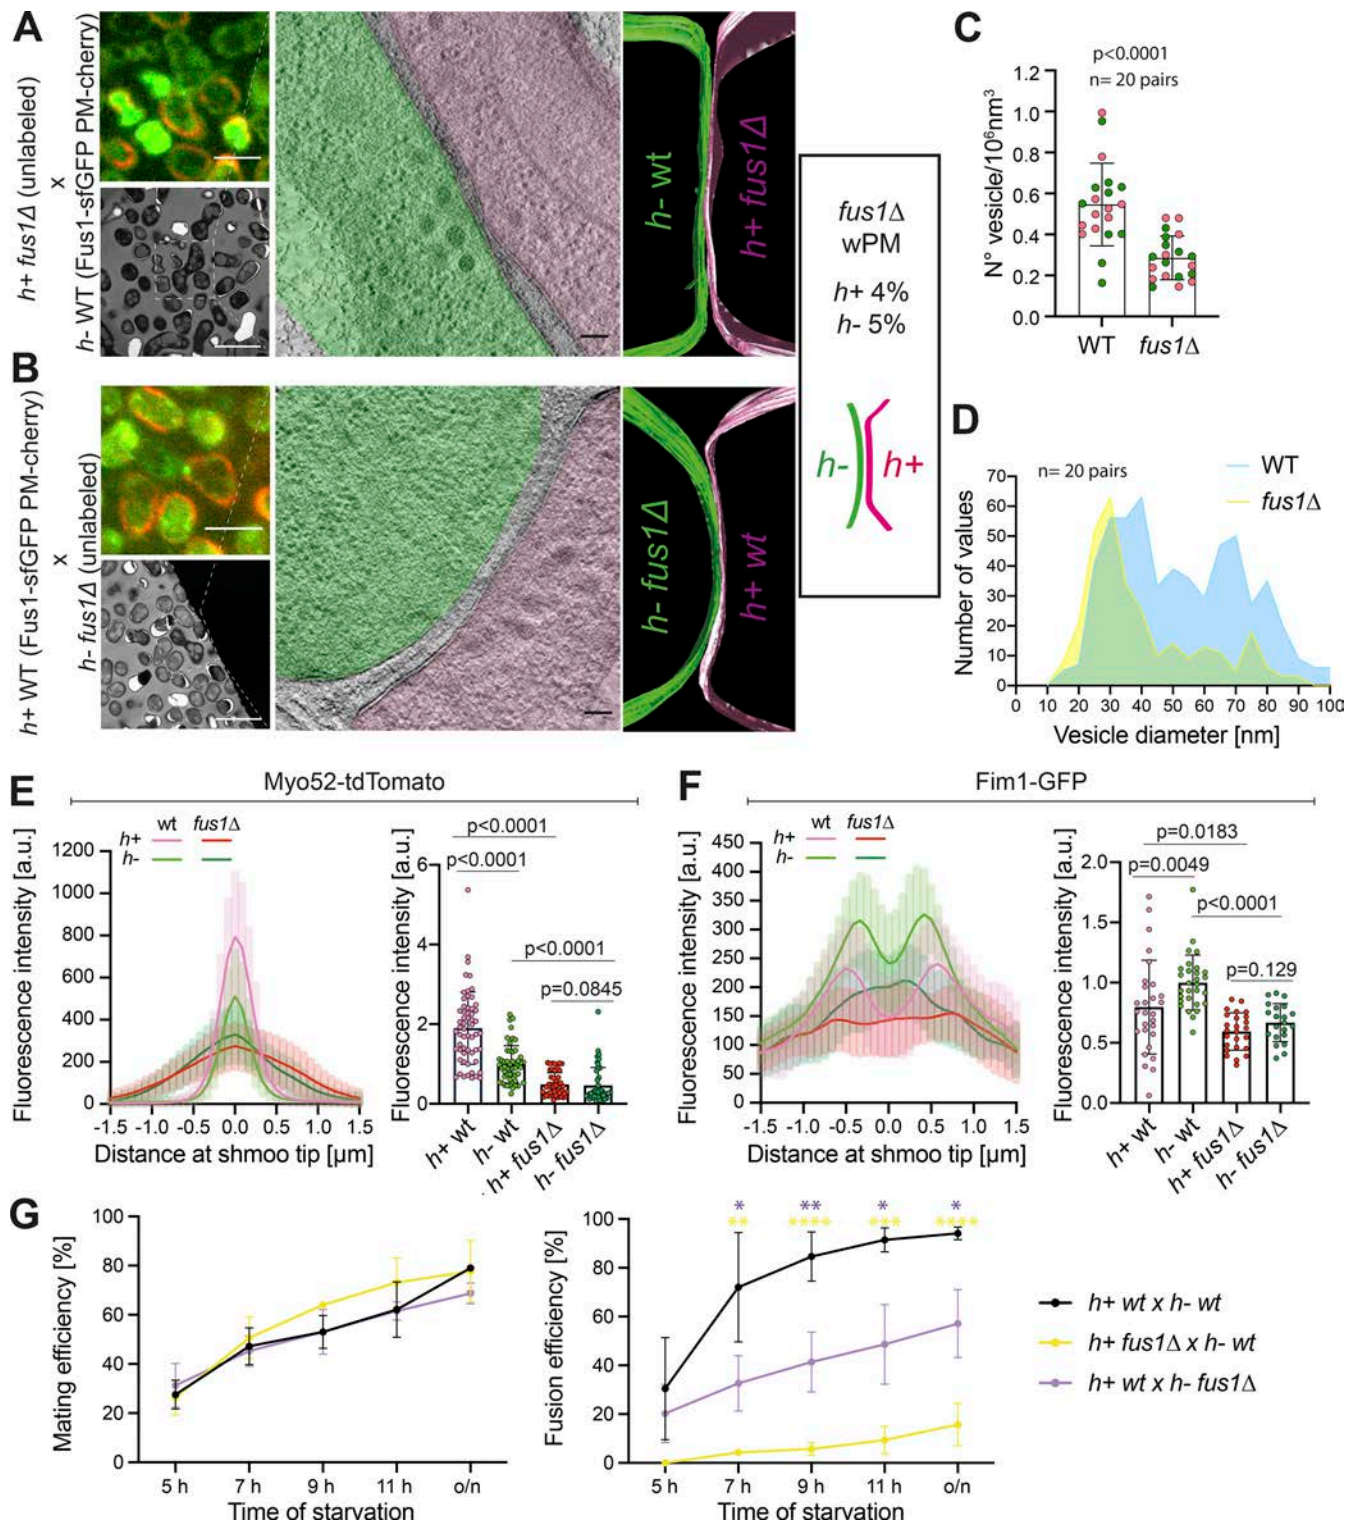 A
h+ fus1Δ (unlabeled)
x
h- WT (Fus1-sfGFP PM-cherry)
h- wt
h+ fus1Δ
B
h+ WT (Fus1-sfGFP PM-cherry)
x
h- fus1Δ (unlabeled)
h- fus1Δ
h+ wt
fus1Δ
wPM
h+ 4%
h- 5%
h-
h+
C
p<0.0001
n= 20 pairs
N° vesicle/10⁶nm³
1.2
1.0
0.8
0.6
0.4
0.2
0.0
WT
fus1Δ
D
n= 20 pairs
WT
fus1Δ
Number of values
70
60
50
40
30
20
10
0
0 10 20 30 40 50 60 70 80 90 100
Vesicle diameter [nm]
E
Myo52-tdTomato
wt fus1Δ
h+
h-
Fluorescence intensity [a.u.]
1200
1000
800
600
400
200
0
-1.5 -1.0 -0.5 0.0 0.5 1.0 1.5
Distance at shmoo tip [µm]
Fluorescence intensity [a.u.]
6
4
2
0
p<0.0001
p<0.0001
p<0.0001
p=0.0845
h+ wt
h- wt
h+ fus1Δ
h- fus1Δ
F
Fim1-GFP
wt fus1Δ
h+
h-
Fluorescence intensity [a.u.]
450
400
350
300
250
200
150
100
50
0
-1.5 -1.0 -0.5 0.0 0.5 1.0 1.5
Distance at shmoo tip [µm]
Fluorescence intensity [a.u.]
2.0
1.5
1.0
0.5
0.0
p=0.0183
p=0.0049
p<0.0001
p=0.129
h+ wt
h- wt
h+ fus1Δ
h- fus1Δ
G
Mating efficiency [%]
100
80
60
40
20
0
5 h 7 h 9 h 11 h o/n
Time of starvation
Fusion efficiency [%]
100
80
60
40
20
0
* ** * *
** **** *** ****
5 h 7 h 9 h 11 h o/n
Time of starvation
h+ wt x h- wt
h+ fus1Δ x h- wt
h+ wt x h- fus1Δ